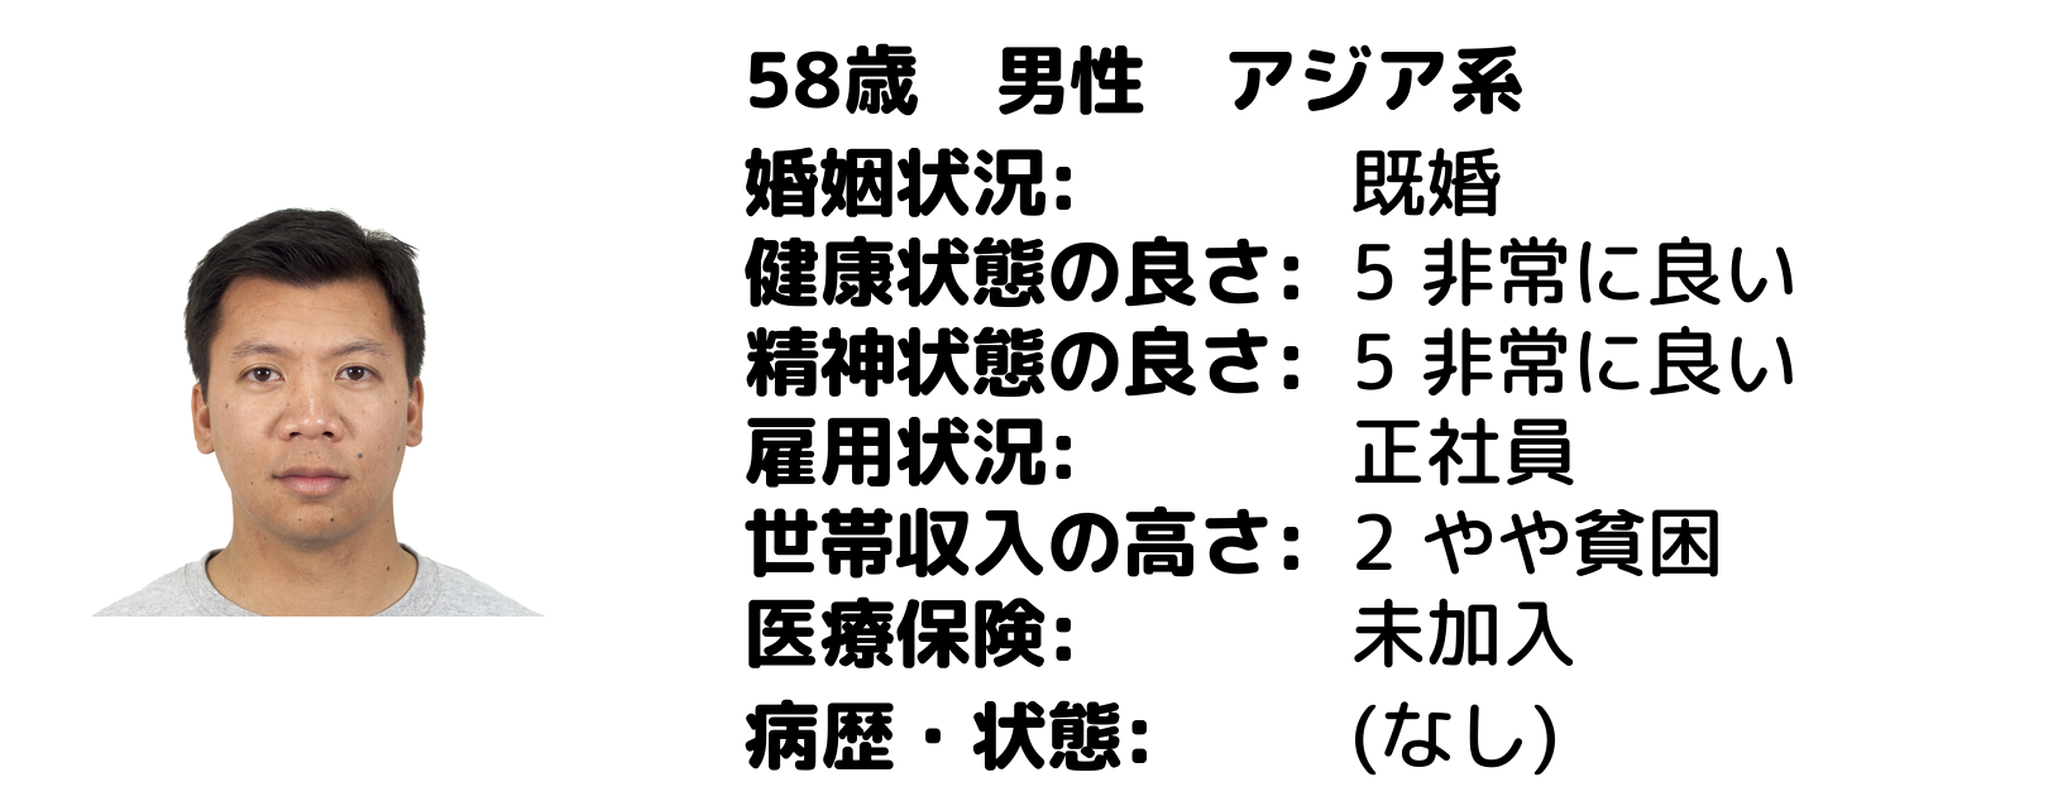 58歳　男性　アジア系
婚姻状況: 既婚
健康状態の良さ: 5 非常に良い
精神状態の良さ: 5 非常に良い
雇用状況: 正社員
世帯収入の高さ: 2 やや貧困
医療保険: 未加入
病歴・状態: (なし)